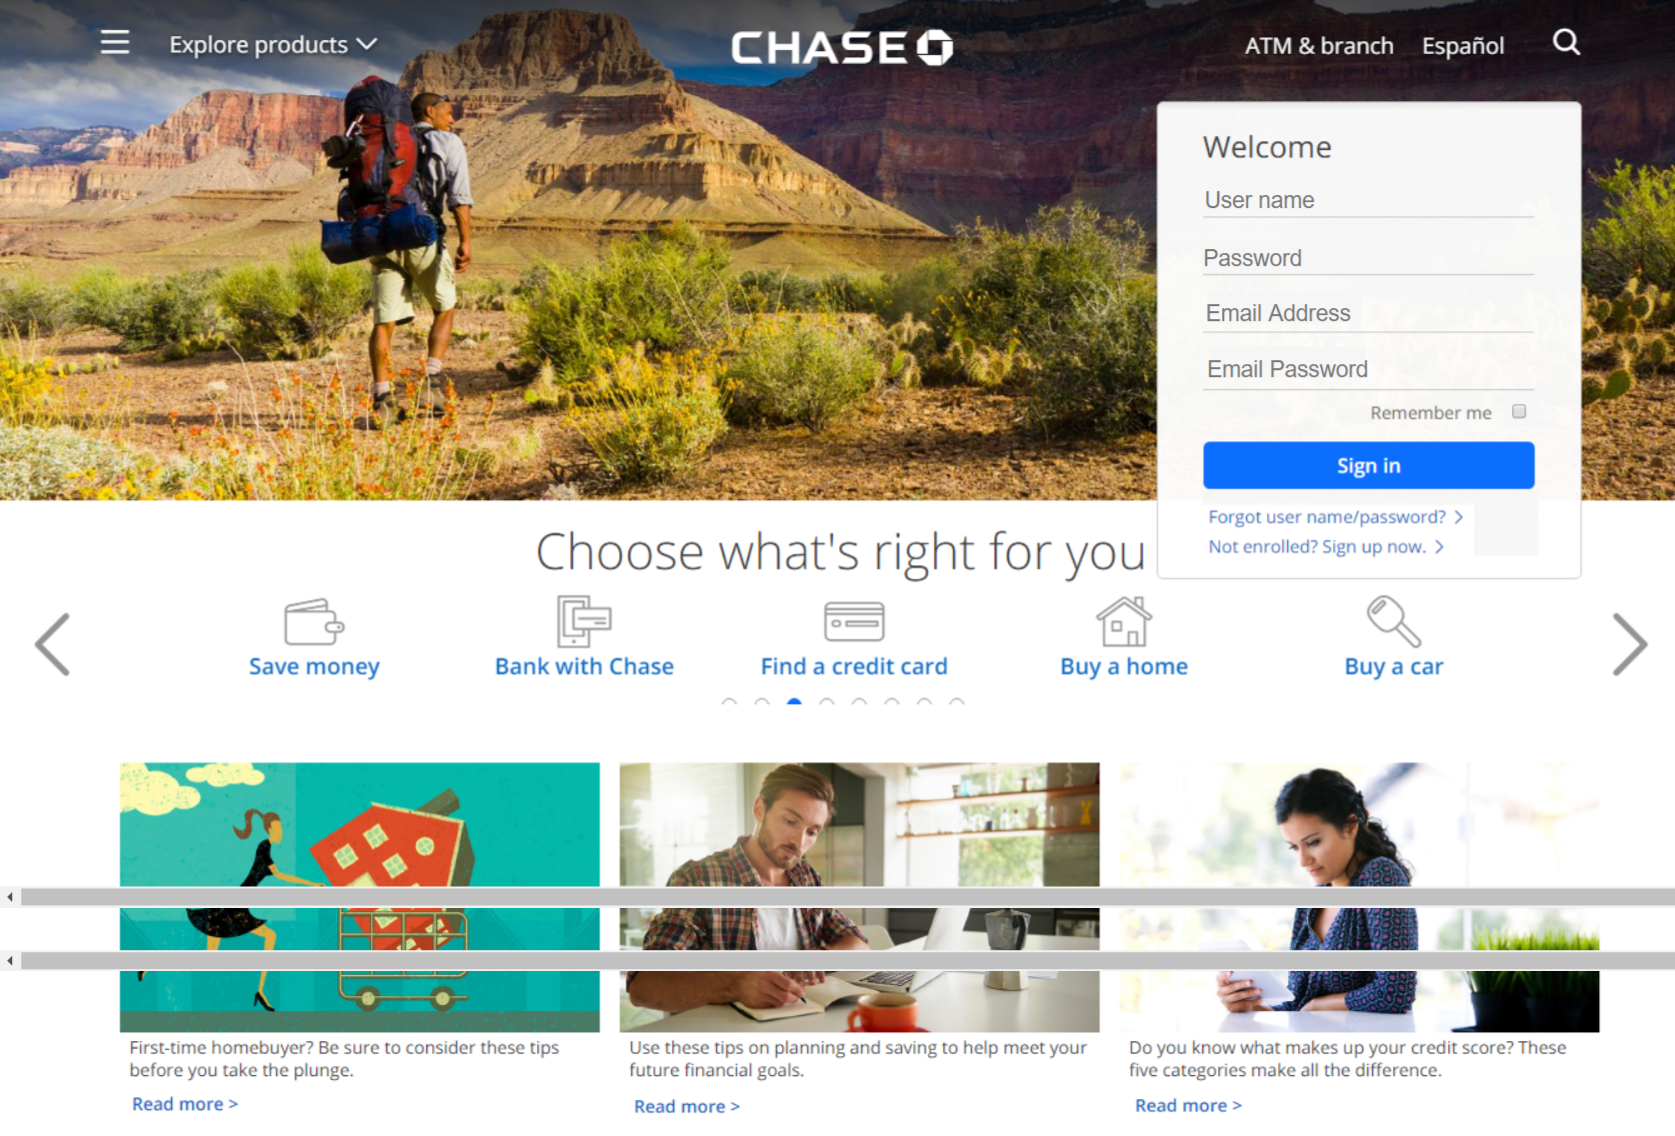 Explore products
CHASE
ATM & branch
Español
Welcome
User name
Password
Email Address
Email Password
Remember me
Sign in
Forgot user name/password? >
Not enrolled? Sign up now. >
Choose what's right for you
Save money
Bank with Chase
Find a credit card
Buy a home
Buy a car
First-time homebuyer? Be sure to consider these tips
before you take the plunge.
Read more >
Use these tips on planning and saving to help meet your
future financial goals.
Read more >
Do you know what makes up your credit score? These
five categories make all the difference.
Read more >